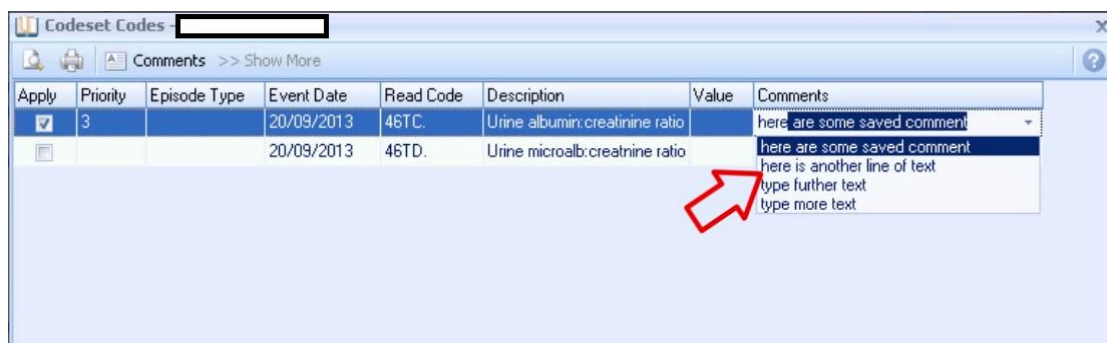 Codeset Codes -
Comments >> Show More
Apply Priority Episode Type Event Date Read Code Description Value Comments
3 20/09/2013 46TC. Urine albumin:creatinine ratio here are some saved comment
20/09/2013 46TD. Urine microalb:creatnine ratio here are some saved comment
here is another line of text
type further text
type more text